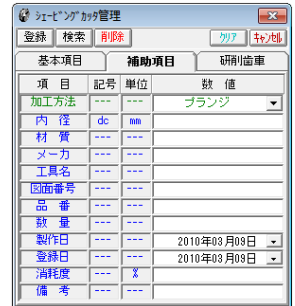 ｼｪｰﾋﾞﾝｸﾞｶｯﾀ管理
登録 検索 削除 クリア ｷｬﾝｾﾙ
基本項目 補助項目 研削歯車
項 目 記号 単位 数 値
加工方法 --- --- プランジ
内 径 dc mm
材 質 --- ---
メーカ --- ---
工具名 --- ---
図面番号 --- ---
品 番 --- ---
数 量 --- ---
製作日 --- --- 2010年03月09日
登録日 --- --- 2010年03月09日
消耗度 --- %
備 考 --- ---